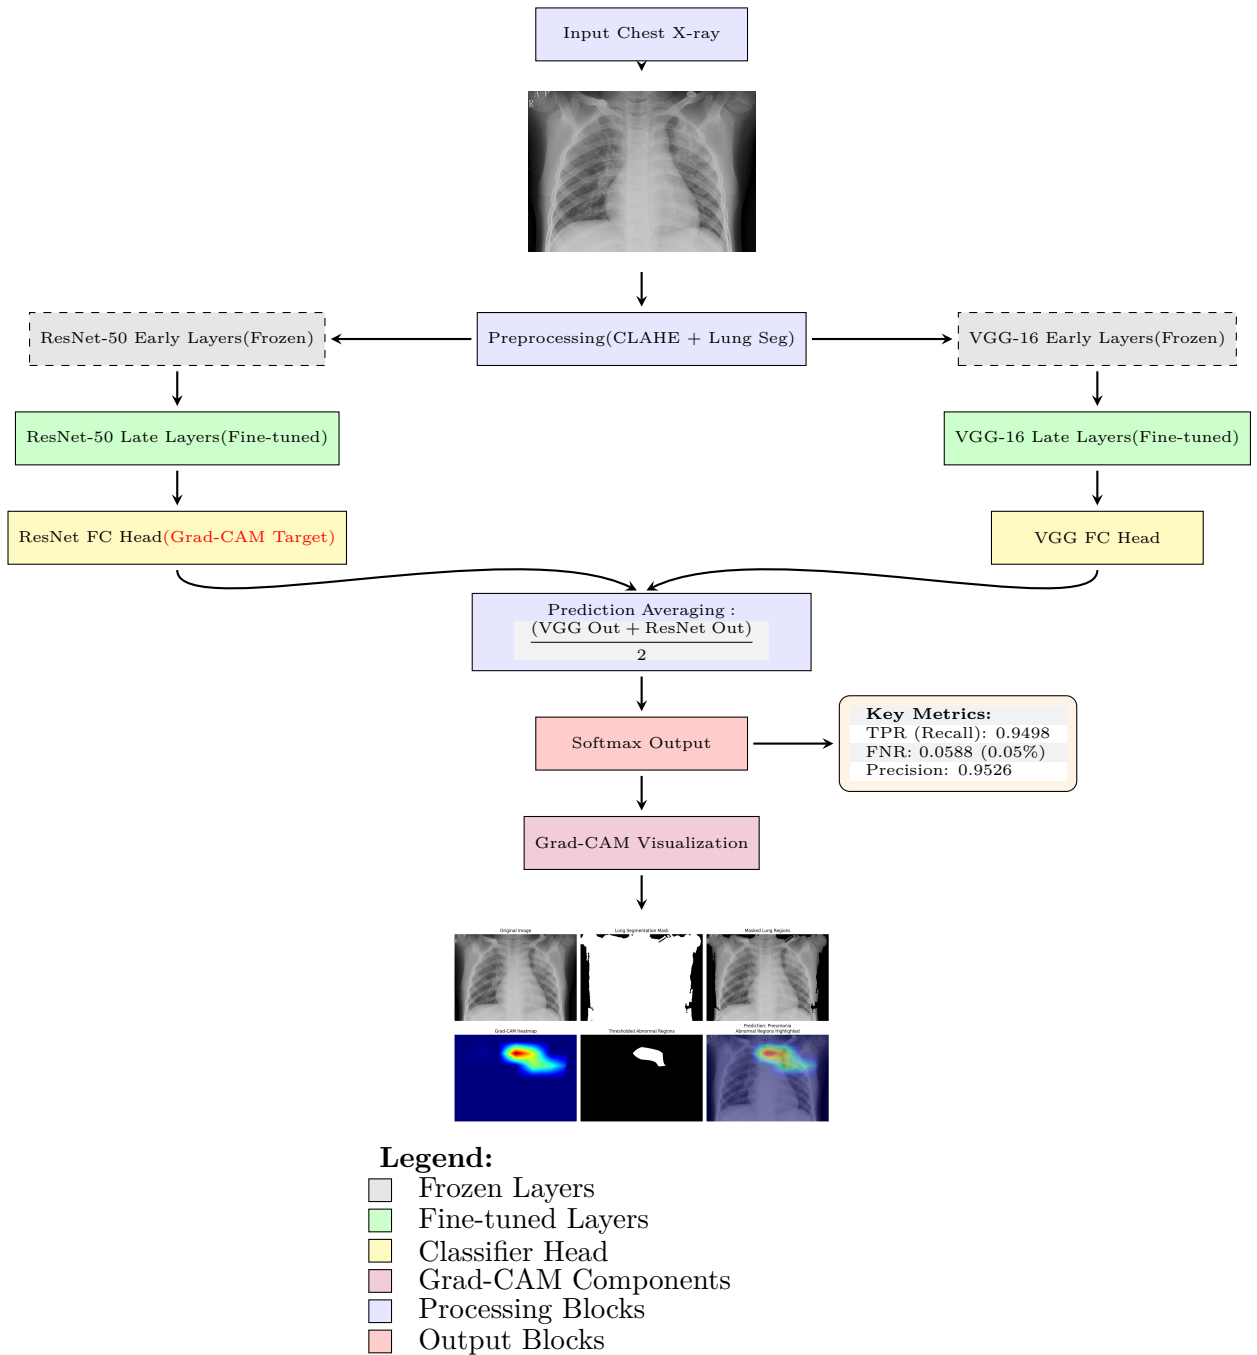 Input Chest X-ray
A P
R
ResNet-50 Early Layers(Frozen)
Preprocessing(CLAHE + Lung Seg)
VGG-16 Early Layers(Frozen)
ResNet-50 Late Layers(Fine-tuned)
VGG-16 Late Layers(Fine-tuned)
ResNet FC Head(Grad-CAM Target)
VGG FC Head
Prediction Averaging :
(VGG Out + ResNet Out)
2
Softmax Output
Key Metrics:
TPR (Recall): 0.9498
FNR: 0.0588 (0.05%)
Precision: 0.9526
Grad-CAM Visualization
Original Image
Lung Segmentation Mask
Masked Lung Regions
Grad-CAM Heatmap
Thresholded Abnormal Regions
Prediction: Pneumonia
Abnormal Regions Highlighted
Legend:
Frozen Layers
Fine-tuned Layers
Classifier Head
Grad-CAM Components
Processing Blocks
Output Blocks